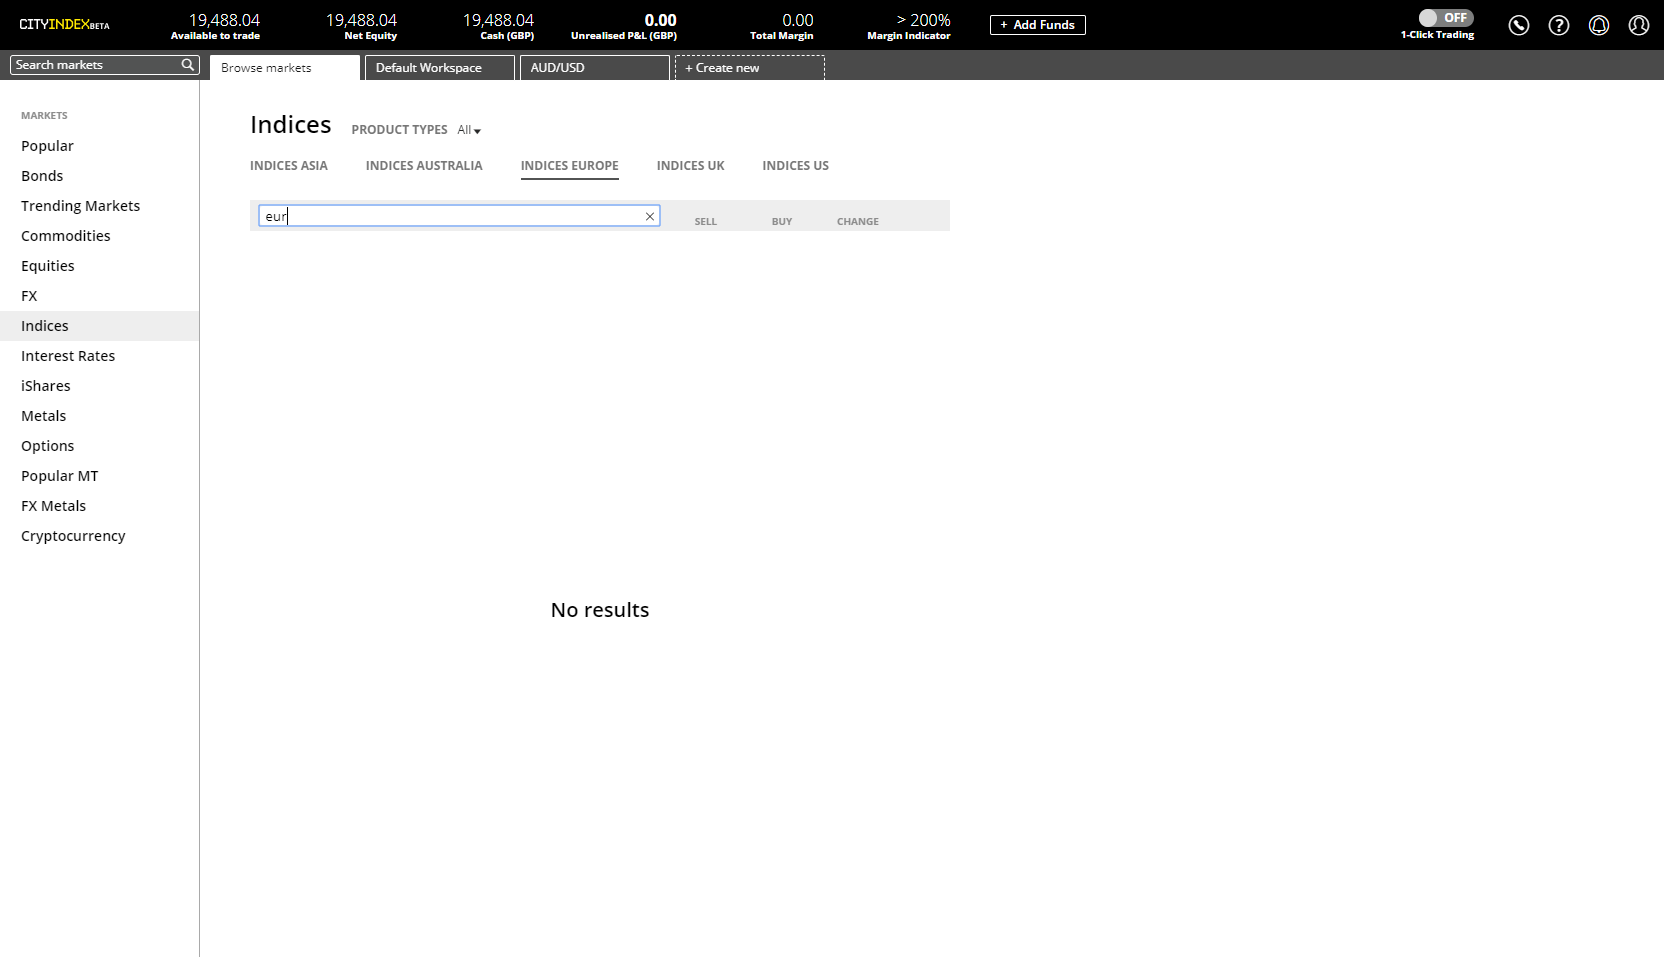 CITYINDEXBETA
19,488.04 19,488.04 19,488.04 0.00 0.00 > 200%
Available to trade Net Equity Cash (GBP) Unrealised P&L (GBP) Total Margin Margin Indicator
+ Add Funds
OFF
1-Click Trading
Search markets
Browse markets
Default Workspace
AUD/USD
+ Create new
MARKETS
Popular
Bonds
Trending Markets
Commodities
Equities
FX
Indices
Interest Rates
iShares
Metals
Options
Popular MT
FX Metals
Cryptocurrency
Indices PRODUCT TYPES All
INDICES ASIA INDICES AUSTRALIA INDICES EUROPE INDICES UK INDICES US
eur SELL BUY CHANGE
No results